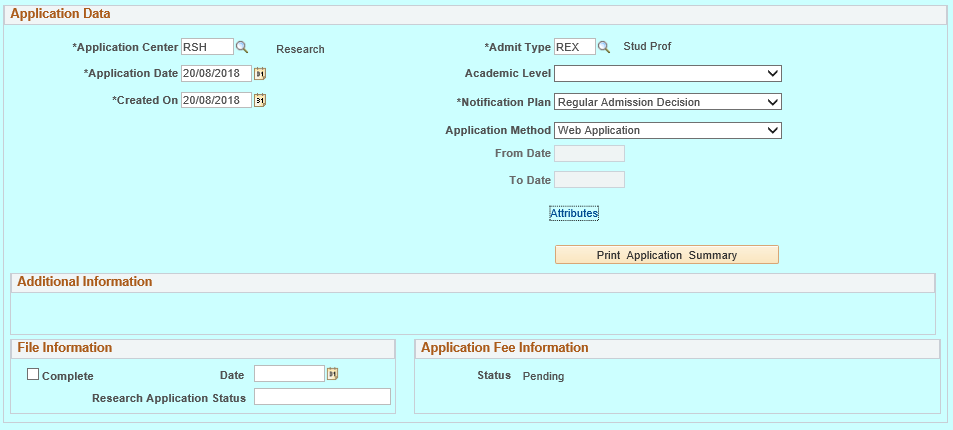 Application Data
*Application Center RSH Research
*Admit Type REX Stud Prof
*Application Date 20/08/2018
Academic Level
*Created On 20/08/2018
*Notification Plan Regular Admission Decision
Application Method Web Application
From Date
To Date
Attributes
Print Application Summary
Additional Information
File Information
Complete Date
Research Application Status
Application Fee Information
Status Pending